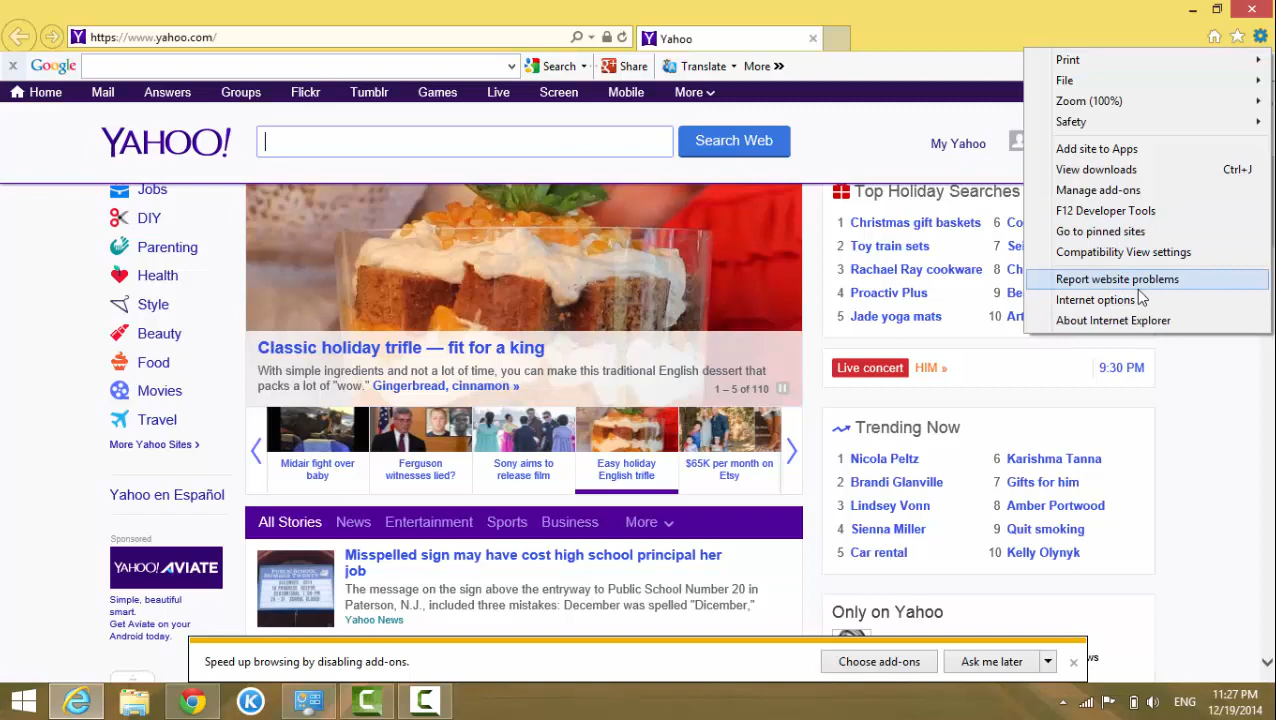 https://www.yahoo.com/
Yahoo
Google
Search
Share
Translate
More
Home
Mail
Answers
Groups
Flickr
Tumblr
Games
Live
Screen
Mobile
More
YAHOO!
Search Web
My Yahoo
Print
File
Zoom (100%)
Safety
Add site to Apps
View downloads Ctrl+J
Manage add-ons
F12 Developer Tools
Go to pinned sites
Compatibility View settings
Report website problems
Internet options
About Internet Explorer
Jobs
DIY
Parenting
Health
Style
Beauty
Food
Movies
Travel
More Yahoo Sites >
Yahoo en Español
Sponsored
YAHOO! AVIATE
Simple, beautiful
smart.
Get Aviate on your
Android today.
Classic holiday trifle — fit for a king
With simple ingredients and not a lot of time, you can make this traditional English dessert that
packs a lot of "wow." Gingerbread, cinnamon »
1 – 5 of 110
Midair fight over
baby
Ferguson
witnesses lied?
Sony aims to
release film
Easy holiday
English trifle
$65K per month on
Etsy
All Stories
News
Entertainment
Sports
Business
More
Misspelled sign may have cost high school principal her
job
The message on the sign above the entryway to Public School Number 20 in
Paterson, N.J., included three mistakes: December was spelled "Dicember,"
Yahoo News
Top Holiday Searches
1 Christmas gift baskets
2 Toy train sets
3 Rachael Ray cookware
4 Proactiv Plus
5 Jade yoga mats
6
7
8
9
10
Live concert HIM » 9:30 PM
Trending Now
1 Nicola Peltz
2 Brandi Glanville
3 Lindsey Vonn
4 Sienna Miller
5 Car rental
6 Karishma Tanna
7 Gifts for him
8 Amber Portwood
9 Quit smoking
10 Kelly Olynyk
Only on Yahoo
Speed up browsing by disabling add-ons.
Choose add-ons
Ask me later
ENG
11:27 PM
12/19/2014